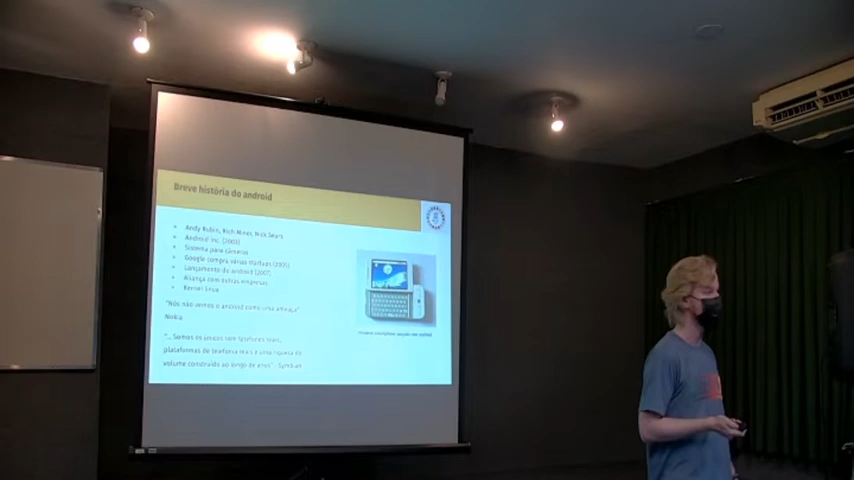 Breve história do android
Andy Rubin, Rich Miner, Nick Sears
Android Inc. (2003)
Sistema para câmeras
Google compra várias startups (2005)
Lançamento do android (2007)
Aliança com outras empresas
Kernel linux
"Nós não vemos o android como uma ameaça"
Nokia
"... Somos os únicos com telefones reais,
plataformas de telefonia reais e uma riqueza de
volume construído ao longo de anos" - Symbian